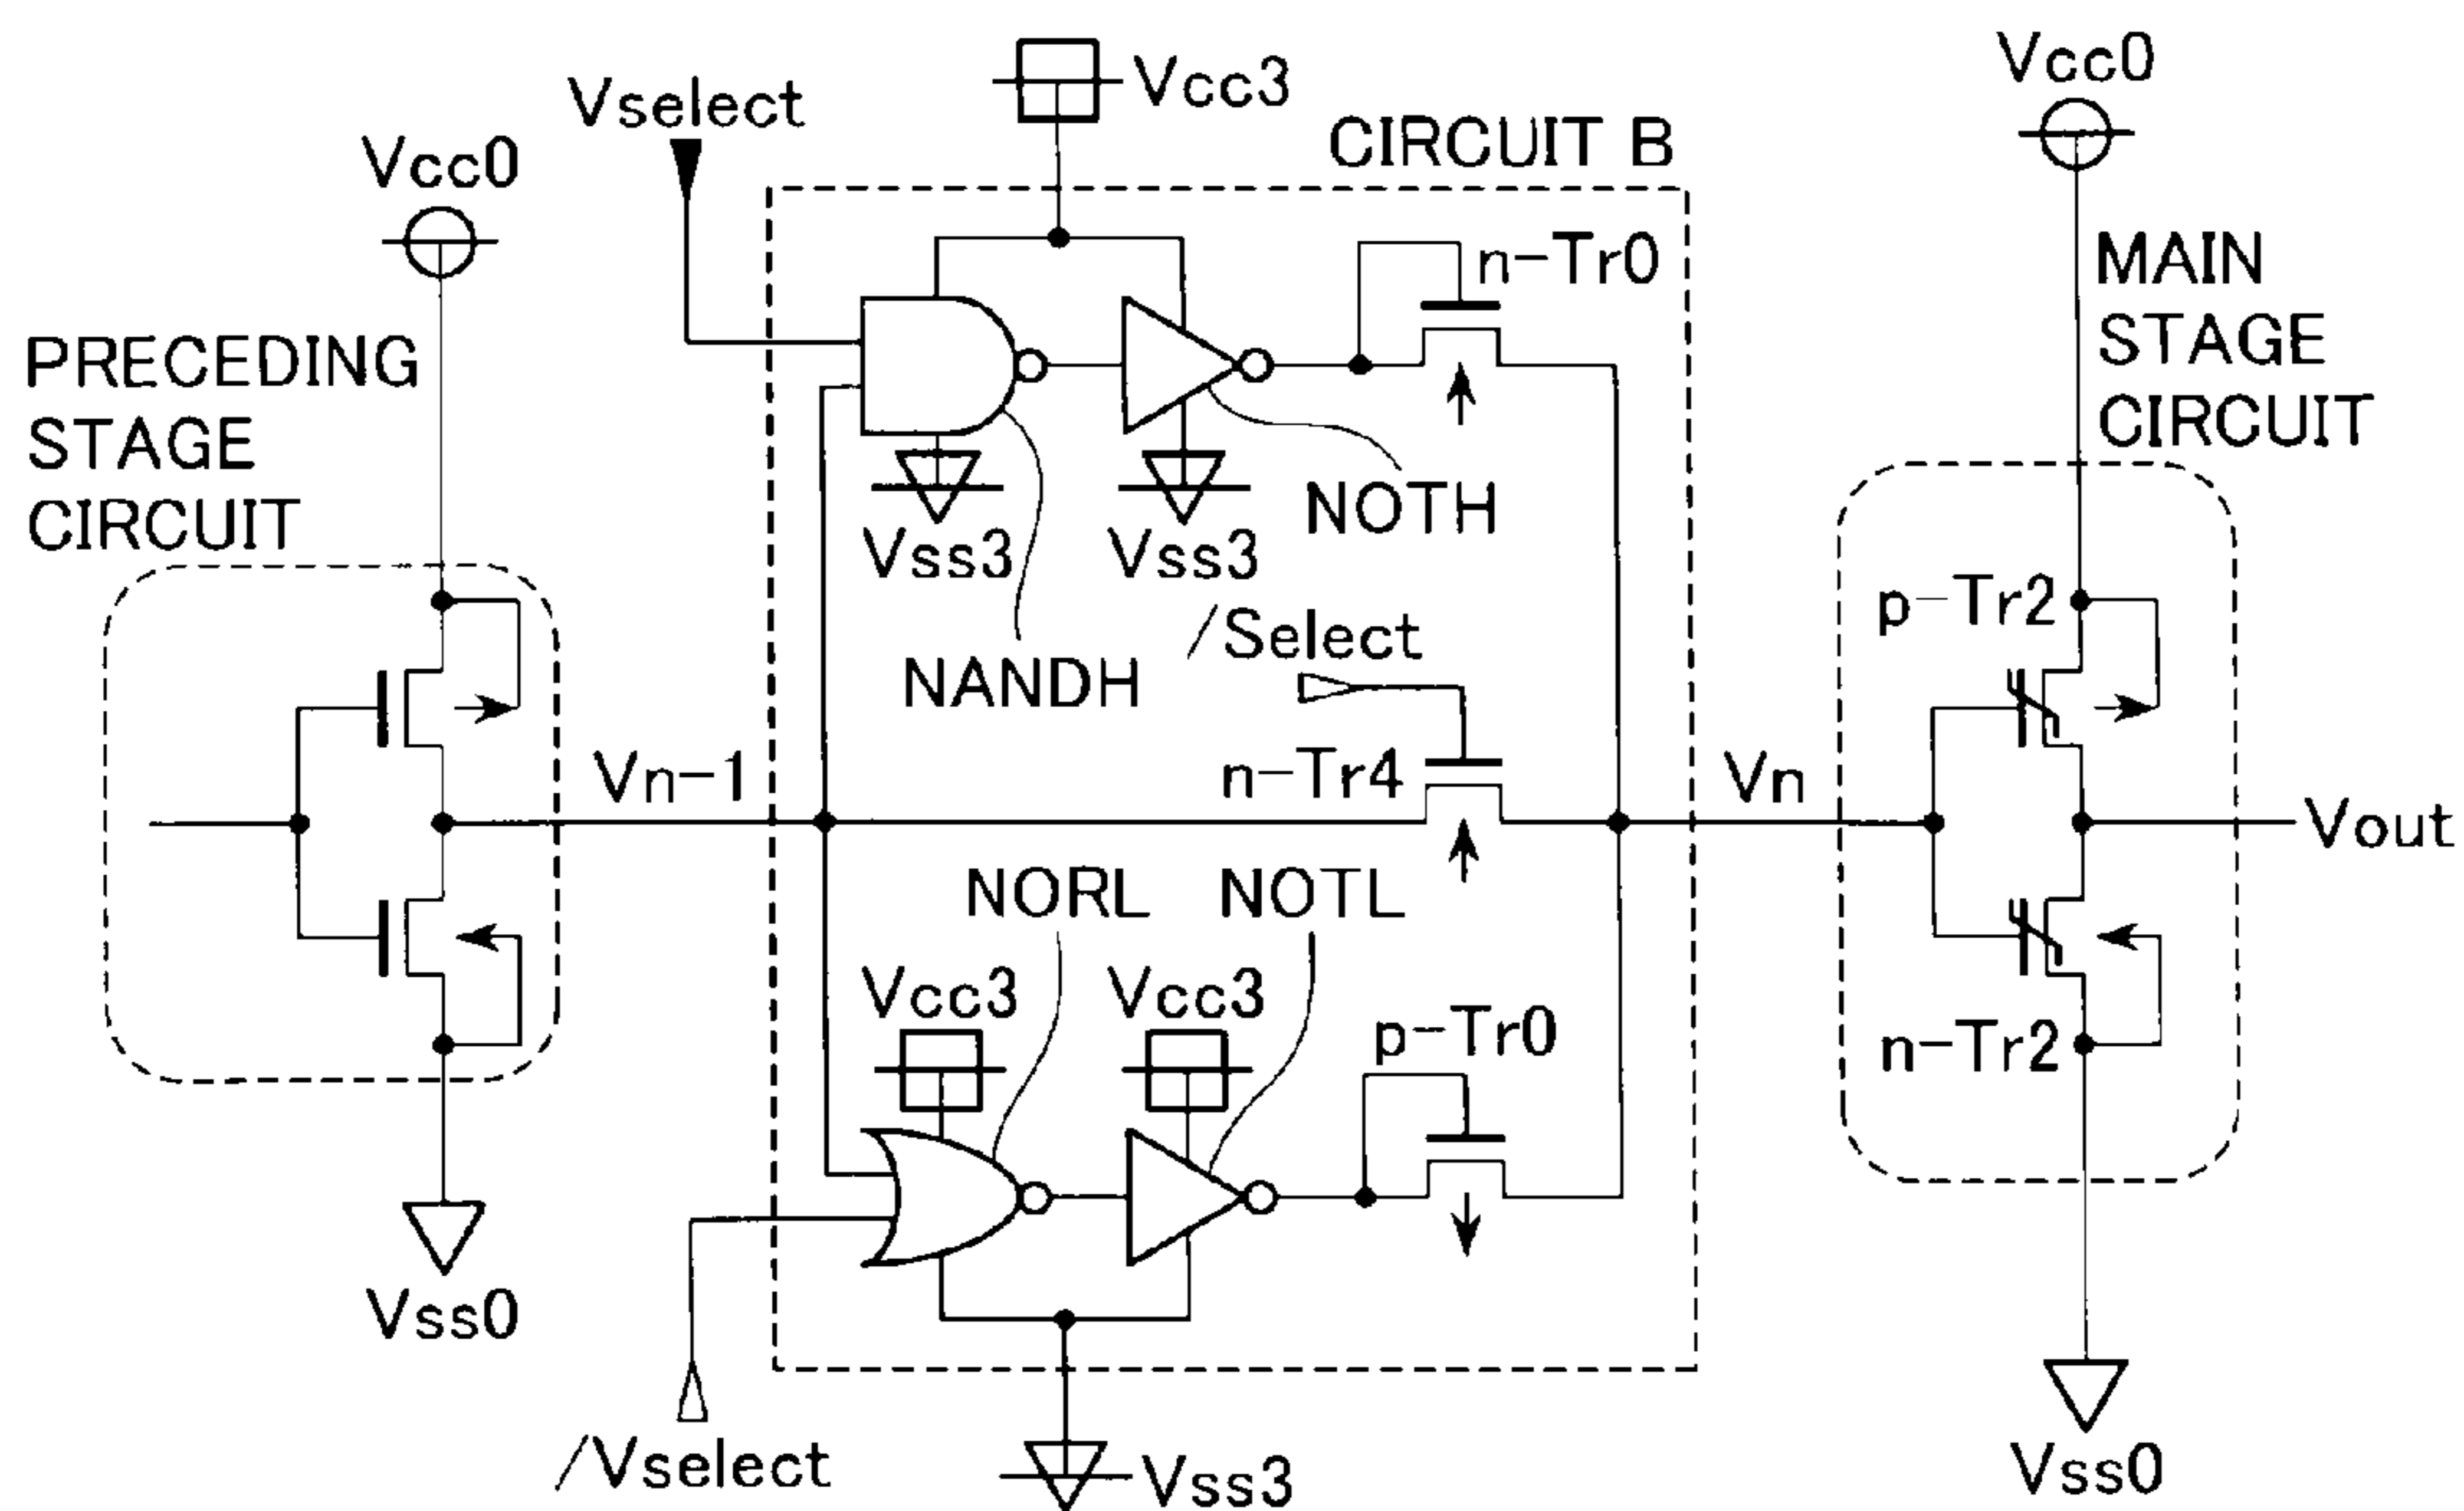 Vcc0
Vcc3
Vselect
CIRCUIT B
Vcc0
n-Tr0
MAIN
STAGE
CIRCUIT
PRECEDING
STAGE
CIRCUIT
NOTH
Vss3
Vss3
/Select
p-Tr2
NANDH
Vn-1
n-Tr4
Vn
Vout
NORL
NOTL
Vcc3
Vcc3
p-Tr0
n-Tr2
Vss0
/Vselect
Vss3
Vss0